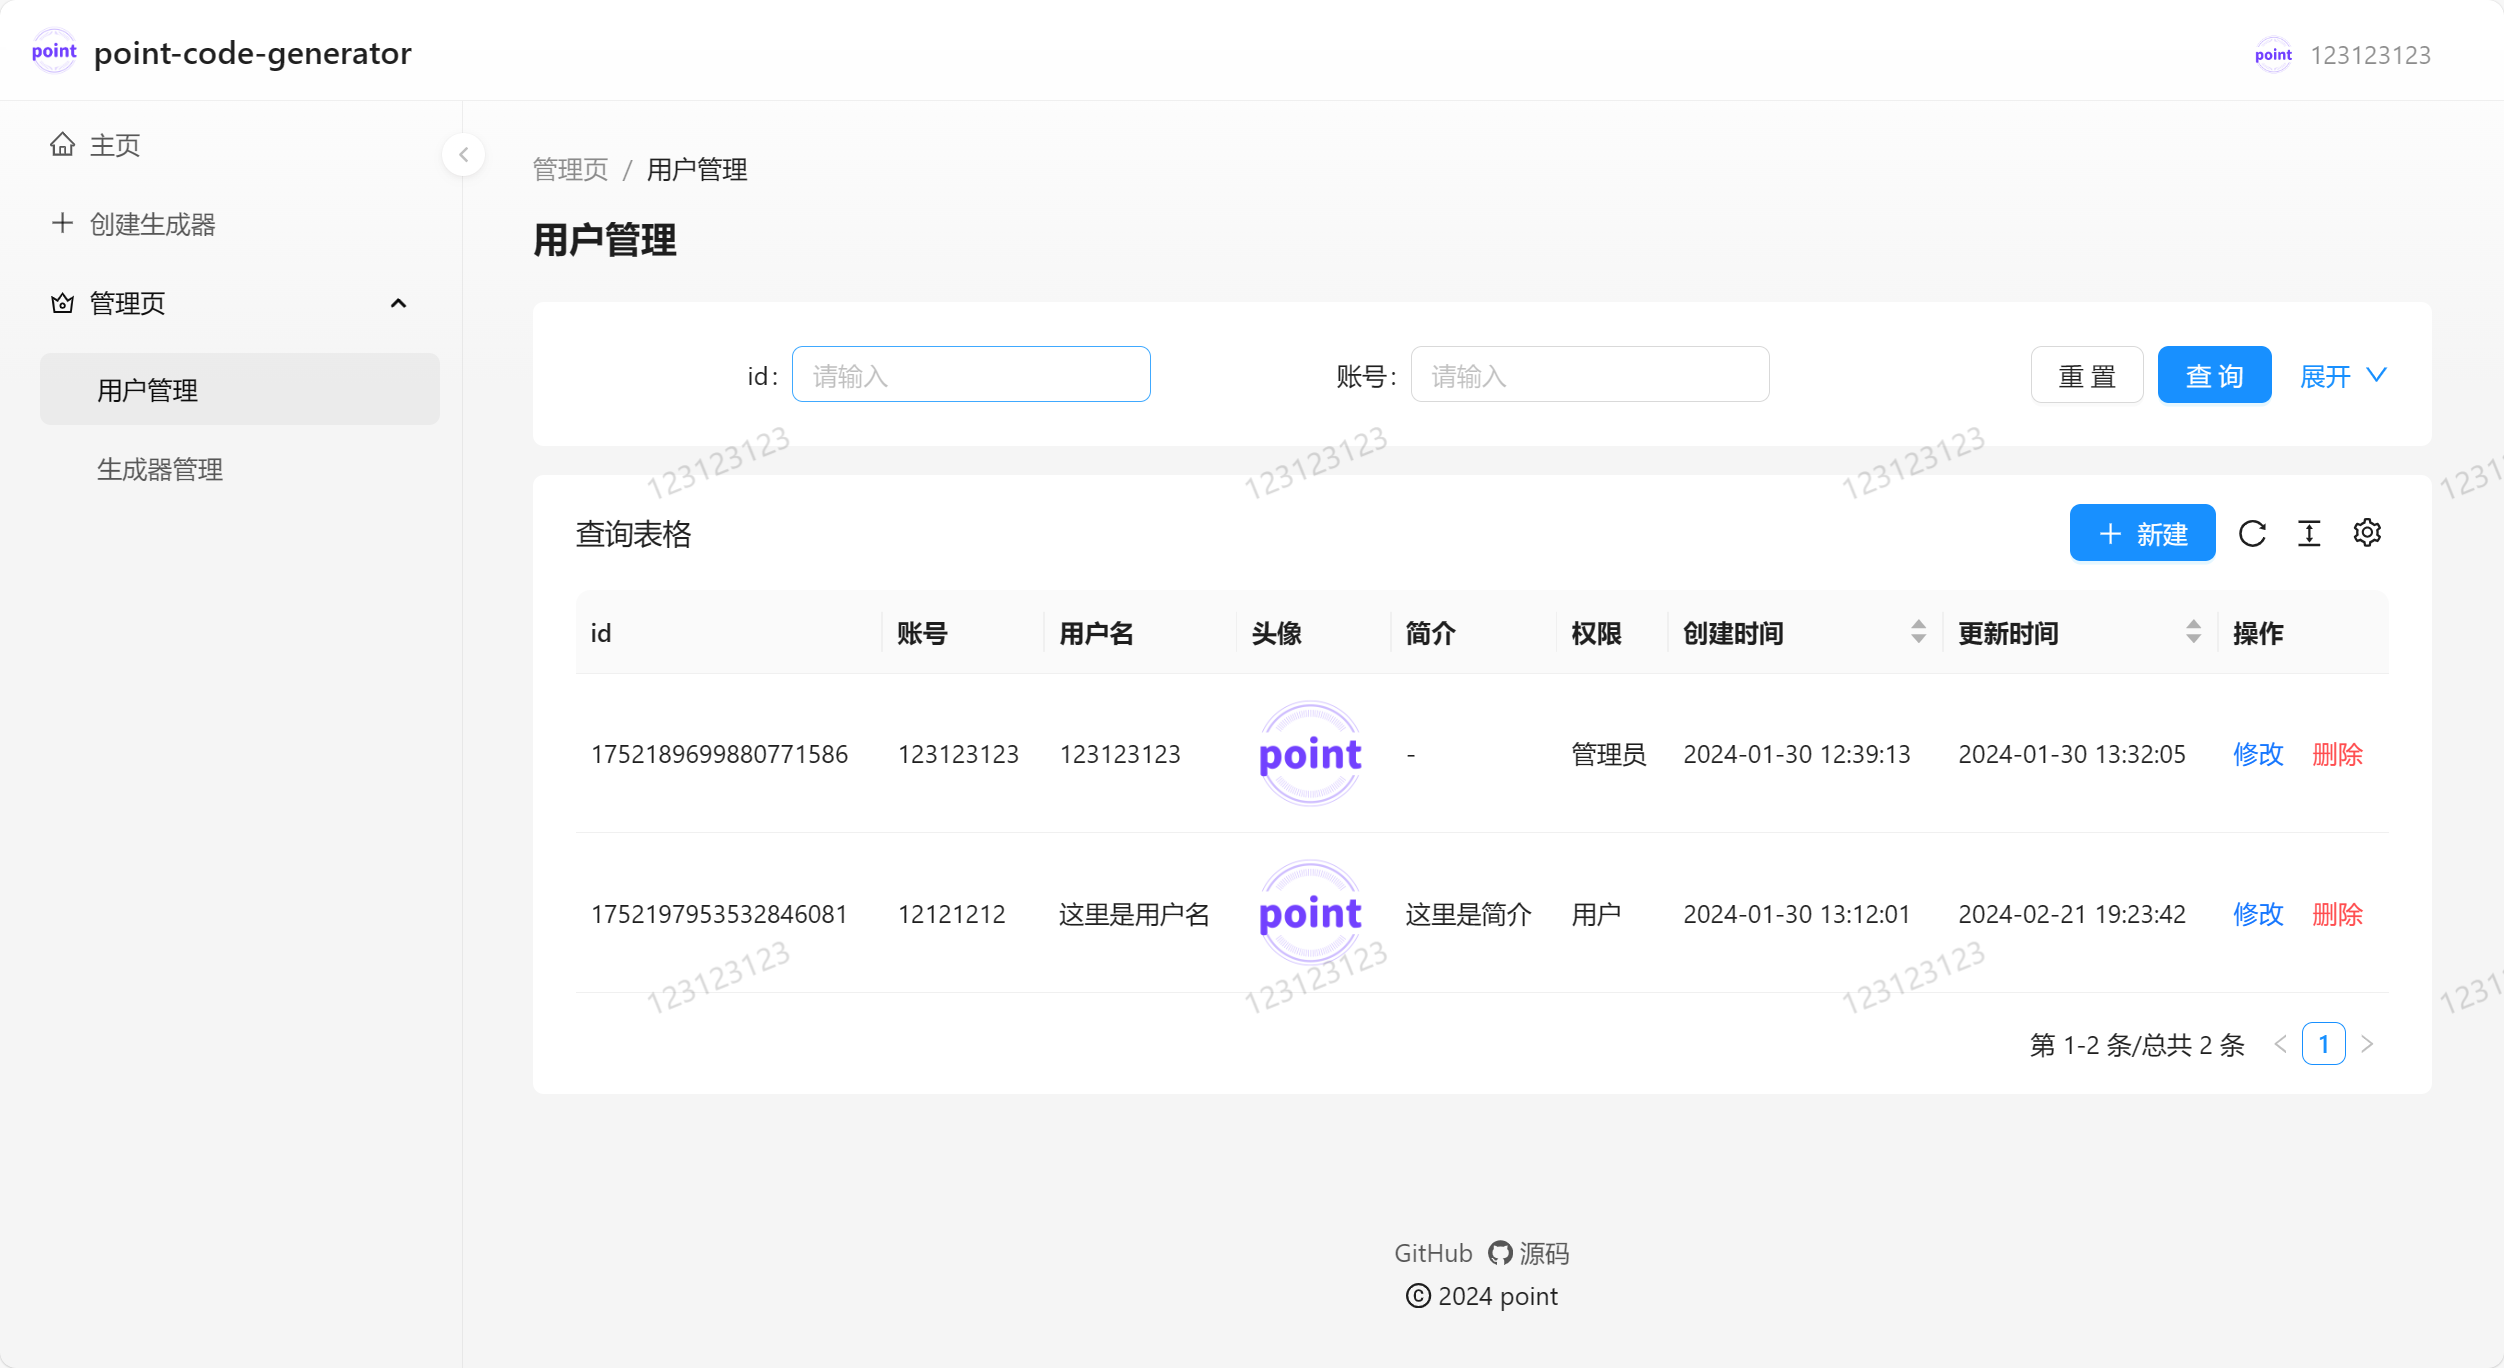 point point-code-generator
point 123123123
主页
创建生成器
管理页
用户管理
生成器管理
管理页 / 用户管理
用户管理
id: 请输入 账号: 请输入 重 置 查 询 展开
123123123 123123123 123123123 1231
查询表格 新建
id 账号 用户名 头像 简介 权限 创建时间 更新时间 操作
1752189699880771586 123123123 123123123 point - 管理员 2024-01-30 12:39:13 2024-01-30 13:32:05 修改 删除
1752197953532846081 12121212 这里是用户名 point 这里是简介 用户 2024-01-30 13:12:01 2024-02-21 19:23:42 修改 删除
123123123 123123123 123123123 1231
第 1-2 条/总共 2 条 < 1 >
GitHub 源码
© 2024 point